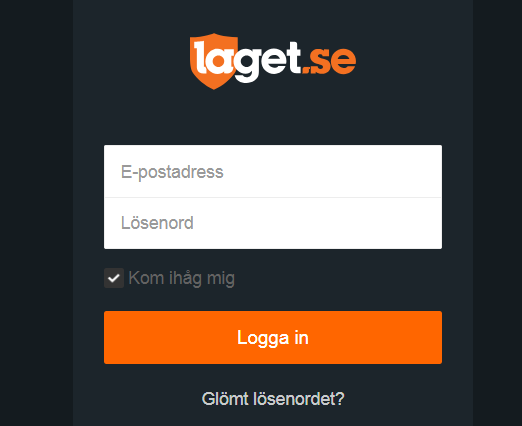 laget.se
E-postadress
Lösenord
Kom ihåg mig
Logga in
Glömt lösenordet?